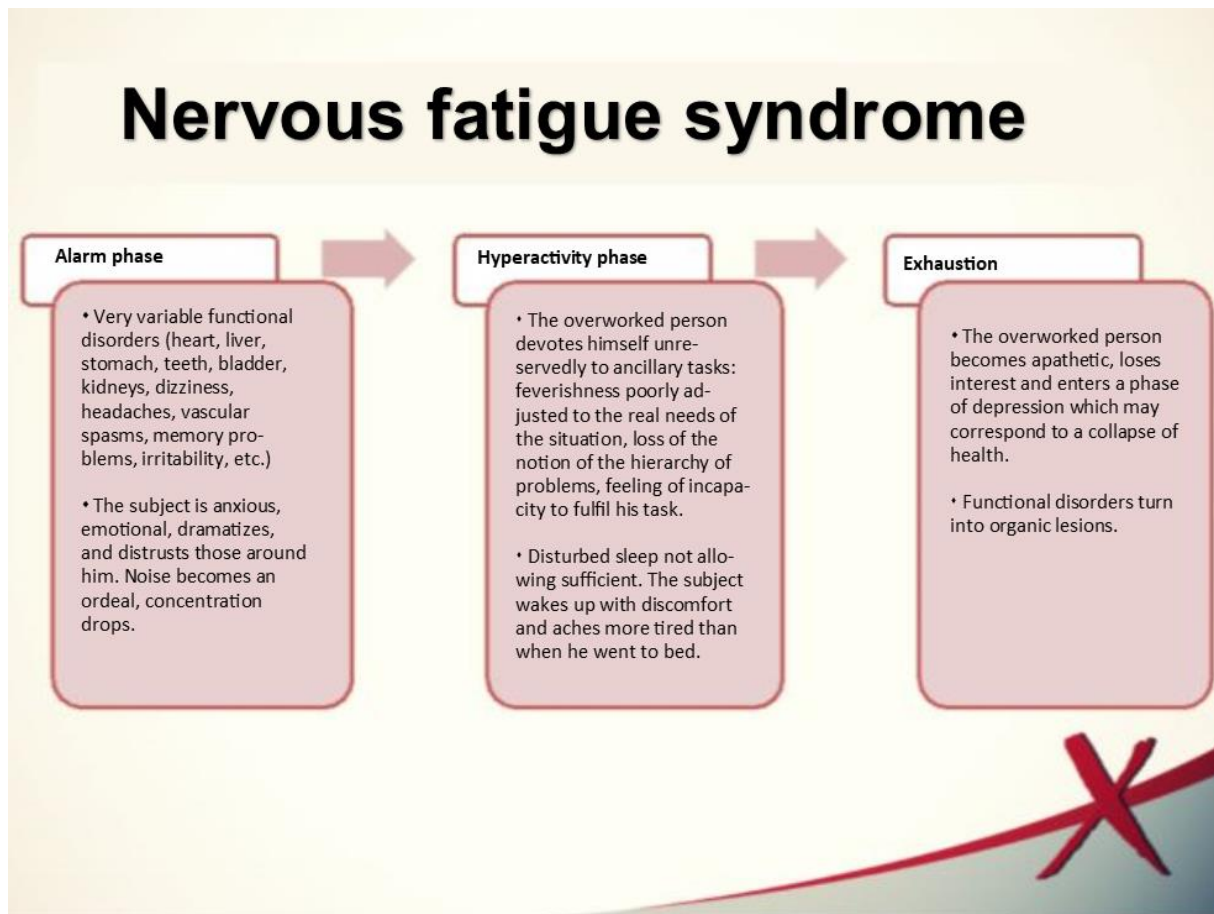 Nervous fatigue syndrome
Alarm phase
• Very variable functional
disorders (heart, liver,
stomach, teeth, bladder,
kidneys, dizziness,
headaches, vascular
spasms, memory pro-
blems, irritability, etc.)
• The subject is anxious,
emotional, dramatizes,
and distrusts those around
him. Noise becomes an
ordeal, concentration
drops.
Hyperactivity phase
• The overworked person
devotes himself unre-
servedly to ancillary tasks:
feverishness poorly ad-
justed to the real needs of
the situation, loss of the
notion of the hierarchy of
problems, feeling of incapa-
city to fulfil his task.
• Disturbed sleep not allo-
wing sufficient. The subject
wakes up with discomfort
and aches more tired than
when he went to bed.
Exhaustion
• The overworked person
becomes apathetic, loses
interest and enters a phase
of depression which may
correspond to a collapse of
health.
• Functional disorders turn
into organic lesions.